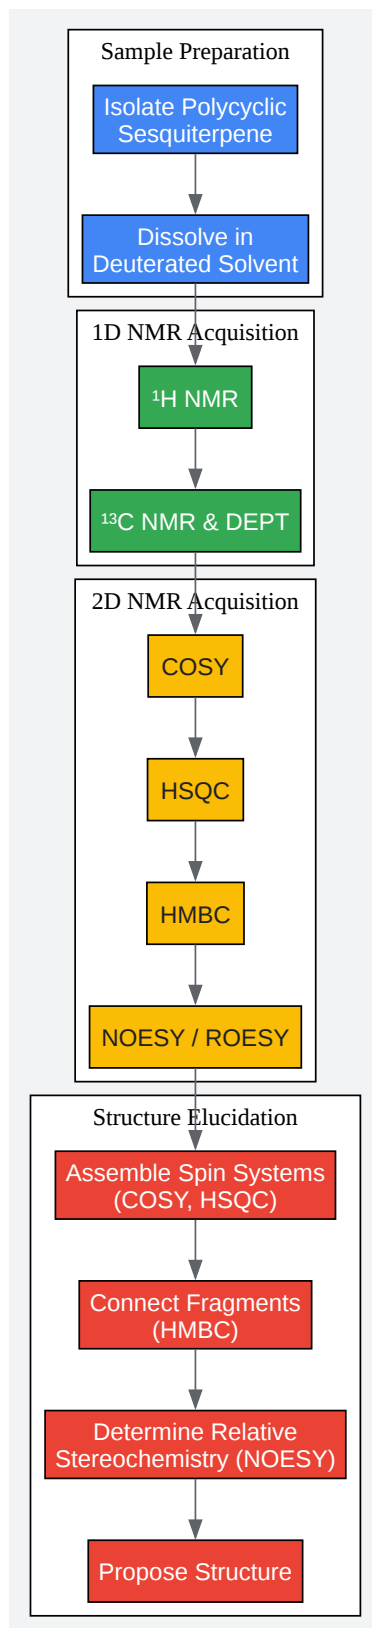 Sample Preparation
Isolate Polycyclic
Sesquiterpene
Dissolve in
Deuterated Solvent
1D NMR Acquisition
¹H NMR
¹³C NMR & DEPT
2D NMR Acquisition
COSY
HSQC
HMBC
NOESY / ROESY
Structure Elucidation
Assemble Spin Systems
(COSY, HSQC)
Connect Fragments
(HMBC)
Determine Relative
Stereochemistry (NOESY)
Propose Structure